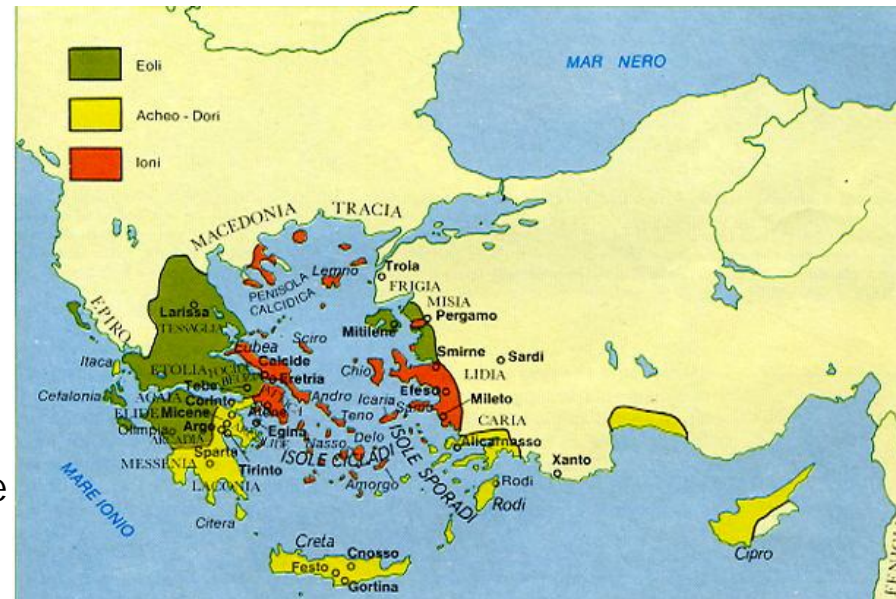 Eoli
MAR NERO
Acheo - Dori
Ioni
MACEDONIA
TRACIA
Lemno
Troia
FRIGIA
PENISOLA
CALCIDICA
MISIA
Pergamo
EPIRO
Larissa
TESSAGLIA
Mitilene
Sciro
Smirne
Sardi
LIDIA
Eubea
Calcide
Itaca
ETOLIA
Eretria
Chio
Tebe
Andro
Icaria
Efeso
Mileto
Cefalonia
Corinto
Micene
Teno
CARIA
ELIDE
Argo
Egina
Delo
Alicarnasso
Olimpia
ARCADIA
Nasso
Xanto
Sparta
ISOLE CICLADI
ISOLE SPORADI
MESSENIA
Tirinto
Rodi
LACONIA
Amorgo
Rodi
e
MARE IONIO
Citera
Creta
Cnosso
Cipro
Festo
Gortina